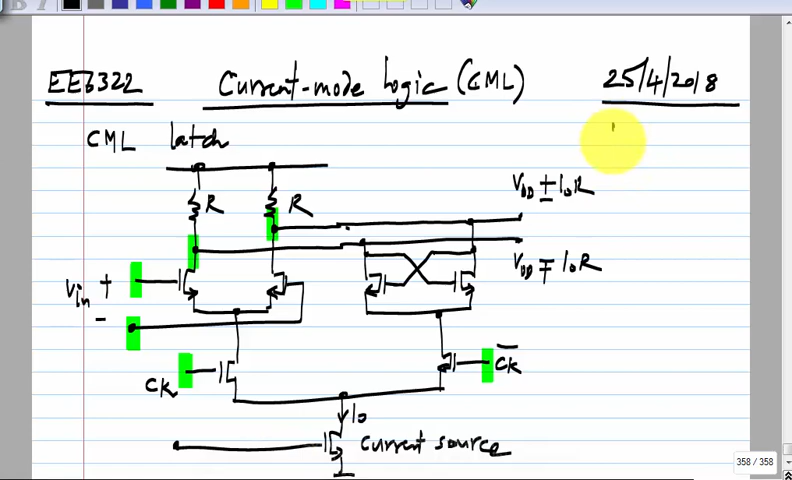 EE6322 Current-mode Logic (CML) 25/4/2018
CML latch
R R VDD ± I0R
VDD ∓ I0R
Vin + -
CK C̅K̅
I0
current source
358 / 358